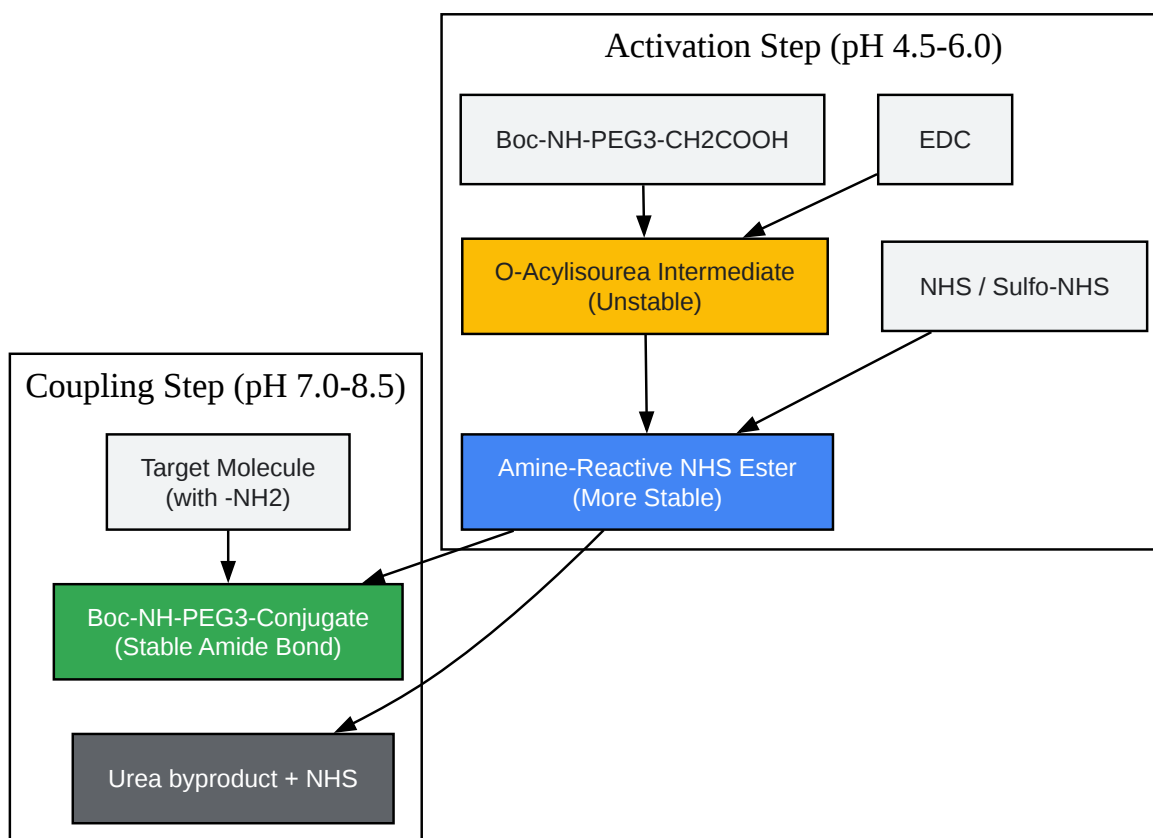 Activation Step (pH 4.5-6.0)
Boc-NH-PEG3-CH2COOH
EDC
O-Acylisourea Intermediate
(Unstable)
NHS / Sulfo-NHS
Amine-Reactive NHS Ester
(More Stable)
Coupling Step (pH 7.0-8.5)
Target Molecule
(with -NH2)
Boc-NH-PEG3-Conjugate
(Stable Amide Bond)
Urea byproduct + NHS